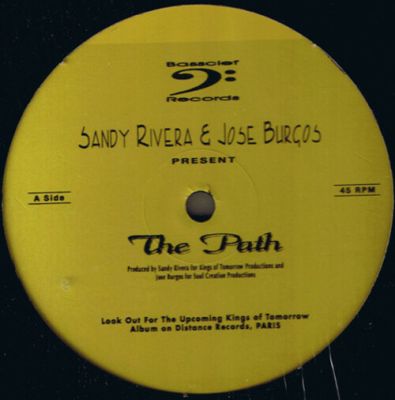 Bassclef
Records
SANDY RIVERA & JOSE BURGOS
PRESENT
A Side
45 RPM
The Path
Produced by Sandy Rivera for Kings of Tomorrow Productions and
Jose Burgos for Soul Creation Productions
Look Out For The Upcoming Kings of Tomorrow
Album on Distance Records, PARIS